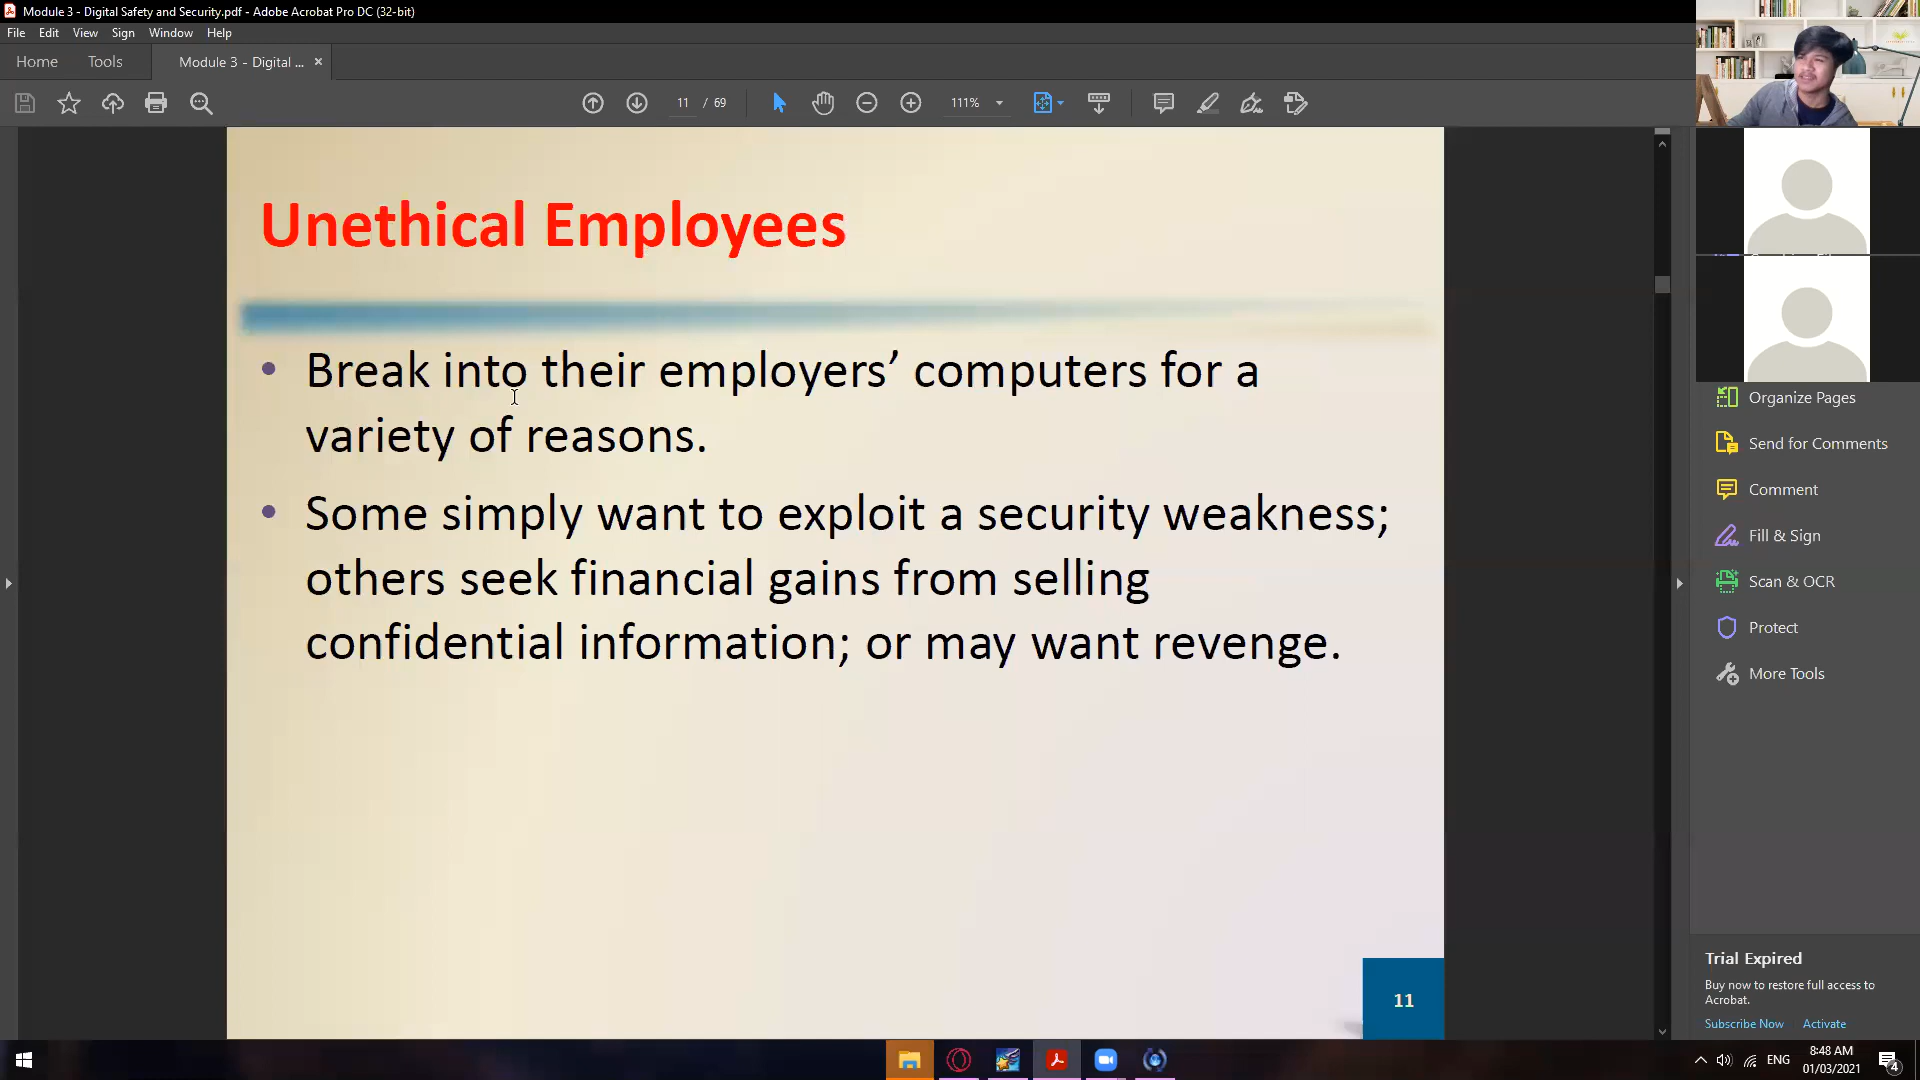 Module 3 - Digital Safety and Security.pdf - Adobe Acrobat Pro DC (32-bit)
File Edit View Sign Window Help
Home Tools Module 3 - Digital ... ×
11 / 69 111%
Unethical Employees
• Break into their employers’ computers for a
variety of reasons.
• Some simply want to exploit a security weakness;
others seek financial gains from selling
confidential information; or may want revenge.
11
Organize Pages
Send for Comments
Comment
Fill & Sign
Scan & OCR
Protect
More Tools
Trial Expired
Buy now to restore full access to
Acrobat.
Subscribe Now Activate
ENG
8:48 AM
01/03/2021
4